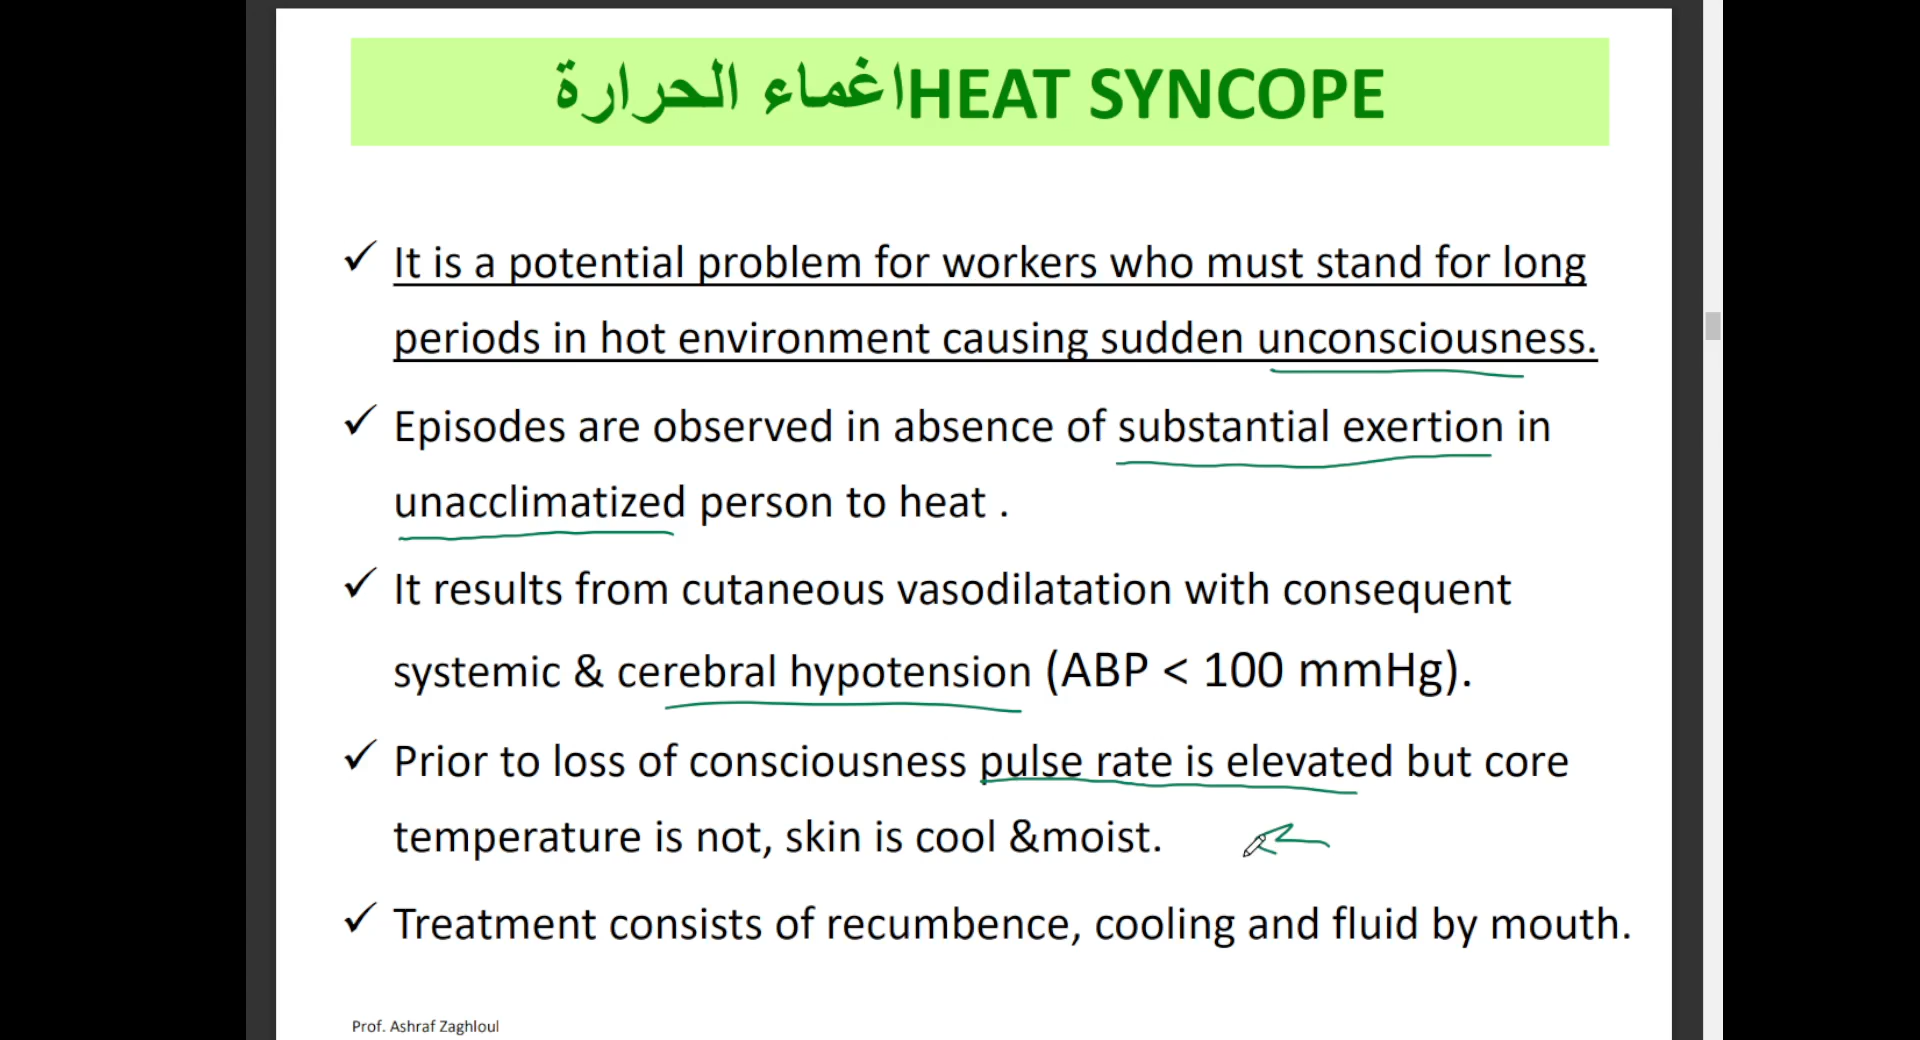 اغماء الحرارةHEAT SYNCOPE
✓ It is a potential problem for workers who must stand for long
periods in hot environment causing sudden unconsciousness.
✓ Episodes are observed in absence of substantial exertion in
unacclimatized person to heat .
✓ It results from cutaneous vasodilatation with consequent
systemic & cerebral hypotension (ABP < 100 mmHg).
✓ Prior to loss of consciousness pulse rate is elevated but core
temperature is not, skin is cool &moist.
✓ Treatment consists of recumbence, cooling and fluid by mouth.
Prof. Ashraf Zaghloul